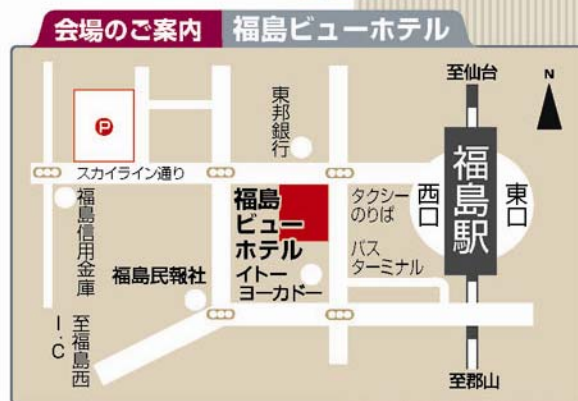 会場のご案内 福島ビューホテル
至仙台
N
東邦銀行
P
スカイライン通り
福島
ビュー
ホテル
タクシー
のりば
西口
福島駅
東口
福島信用金庫
バス
ターミナル
イトー
ヨーカドー
福島民報社
至福島西
I・C
至郡山